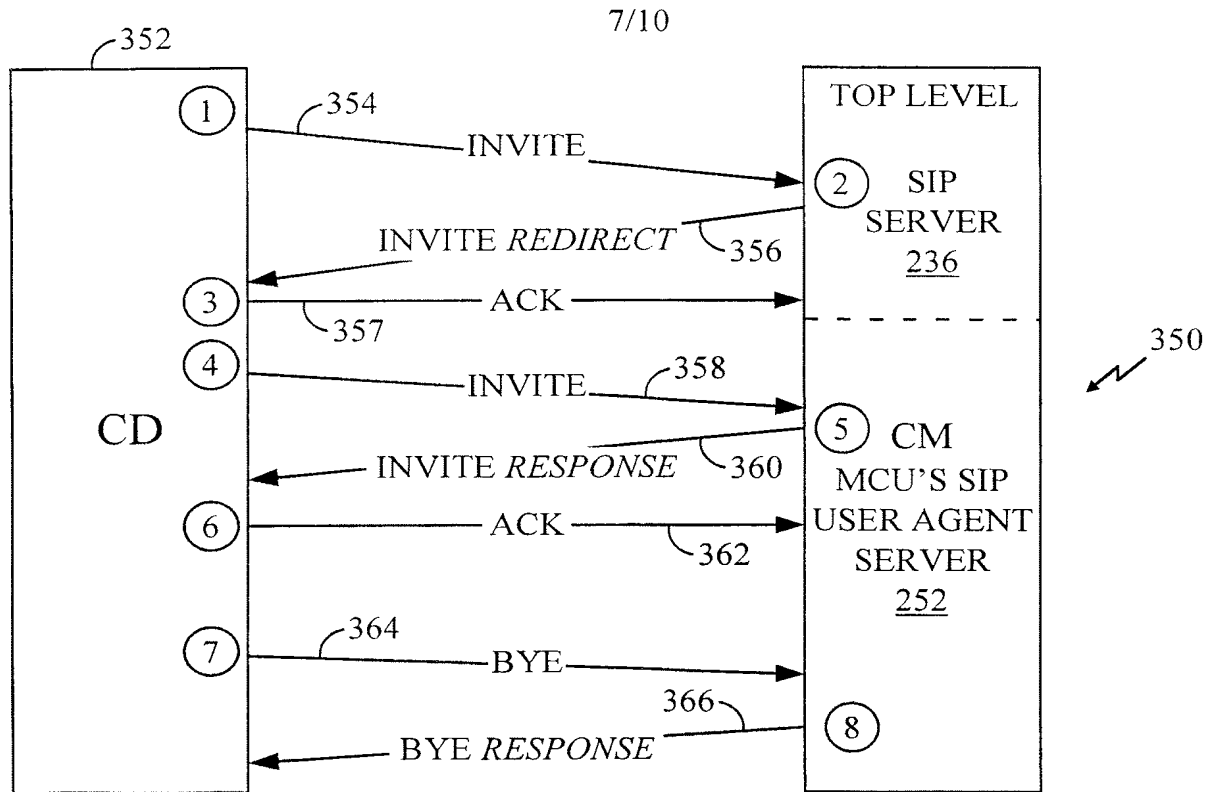 7/10
352
TOP LEVEL
1
354
INVITE
2
SIP
SERVER
236
INVITE REDIRECT
356
3
ACK
357
350
4
358
INVITE
5
CM
INVITE RESPONSE
360
MCU'S SIP
USER AGENT
SERVER
252
CD
6
ACK
362
7
364
BYE
366
8
BYE RESPONSE